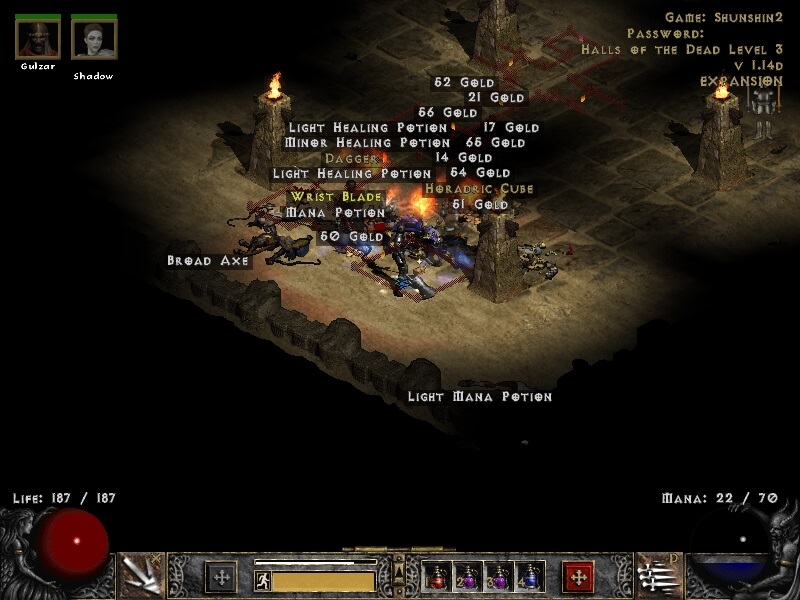 Game: Shunshin2
Password:
Halls of the Dead Level 3
v 1.14d
Expansion
Gulzar
Shadow
52 Gold
21 Gold
56 Gold
Light Healing Potion
17 Gold
Minor Healing Potion
65 Gold
Dagger
14 Gold
Light Healing Potion
54 Gold
Horadric Cube
Wrist Blade
51 Gold
Mana Potion
50 Gold
Broad Axe
Light Mana Potion
Life: 187 / 187
Mana: 22 / 70
2
3
4